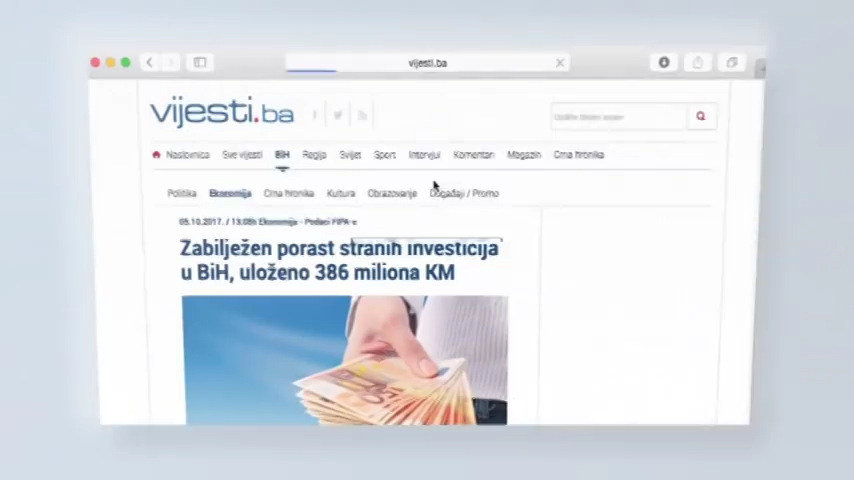 vijesti.ba
vijesti.ba
Naslovnica Sve vijesti BiH Regija Svijet Sport Intervjui Komentari Magazin Crna hronika
Politika Ekonomija Crna hronika Kultura Obrazovanje Događaji / Promo
05.10.2017. / 13:08h Ekonomija - Podaci FIPA-e
Zabilježen porast stranih investicija
u BiH, uloženo 386 miliona KM